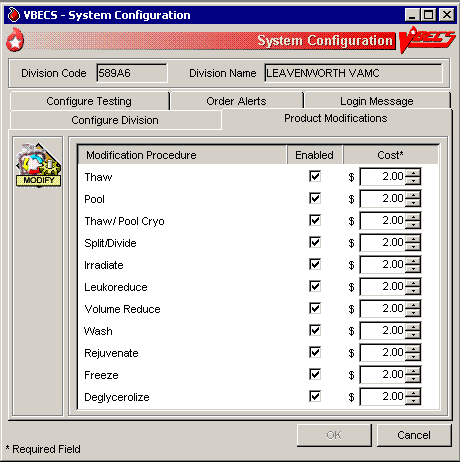 VBECS - System Configuration
System Configuration VBECS
Division Code 589A6 Division Name LEAVENWORTH VAMC
Configure Testing Order Alerts Login Message
Configure Division Product Modifications
MODIFY
Modification Procedure Enabled Cost*
Thaw $ 2.00
Pool $ 2.00
Thaw/Pool Cryo $ 2.00
Split/Divide $ 2.00
Irradiate $ 2.00
Leukoreduce $ 2.00
Volume Reduce $ 2.00
Wash $ 2.00
Rejuvenate $ 2.00
Freeze $ 2.00
Deglycerolize $ 2.00
OK Cancel
* Required Field